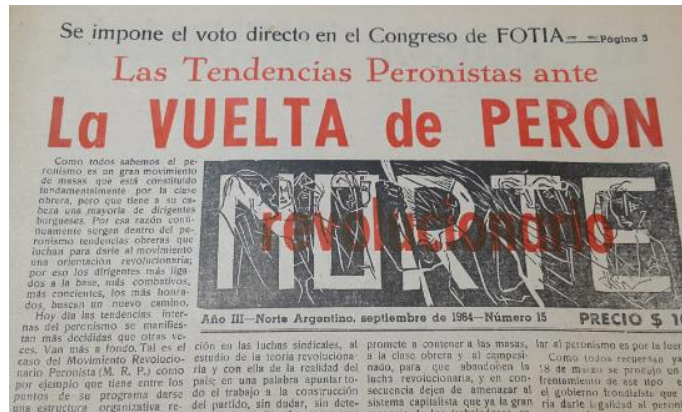 Se impone el voto directo en el Congreso de FOTIA — Página 3
Las Tendencias Peronistas ante
La VUELTA de PERON
Como todos sabemos el pe-
ronismo es un gran movimiento
de masas que está constituído
fundamentalmente por la clase
obrera, pero que tiene a su ca-
beza una mayoría de dirigentes
burgueses. Por esa razón conti-
nuamente surgen dentro del pe-
ronismo tendencias obreras que
luchan para darle al movimiento
una orientación revolucionaria;
por eso los dirigentes más liga
dos a la base, más combativos,
más concientes, los más honra-
dos, buscan un nuevo camino.
Hoy día las tendencias inter-
nas del peronismo se manifies-
tan más decididas que otras ve-
ces. Van más a fondo. Tal es el
caso del Movimiento Revolucio-
nario Peronista (M. R. P.) como
por ejemplo que tiene entre los
puntos de su programa darse
una estructura organizativa re-
NORTE
revolucionario
Año III—Norte Argentino, septiembre de 1964—Número 15
PRECIO $ 10
ción en las luchas sindicales, al
estudio de la teoría revoluciona-
ria y con ella de la realidad del
país; en una palabra apuntar to-
do el trabajo a la construcción
del partido, sin dudar, sin dete-
promete a contener a las masas,
a la clase obrera y al campesi-
nado, para que abandonen la
lucha revolucionaria, y en con-
secuencia dejen de amenazar al
sistema capitalista que ya la gran
lar al peronismo es por la fuer
Como todos recuerdan ya
18 de marzo se produjo un
frentamiento de ese tipo e
el gobierno frondisista que
ría darle legalidad al peronis